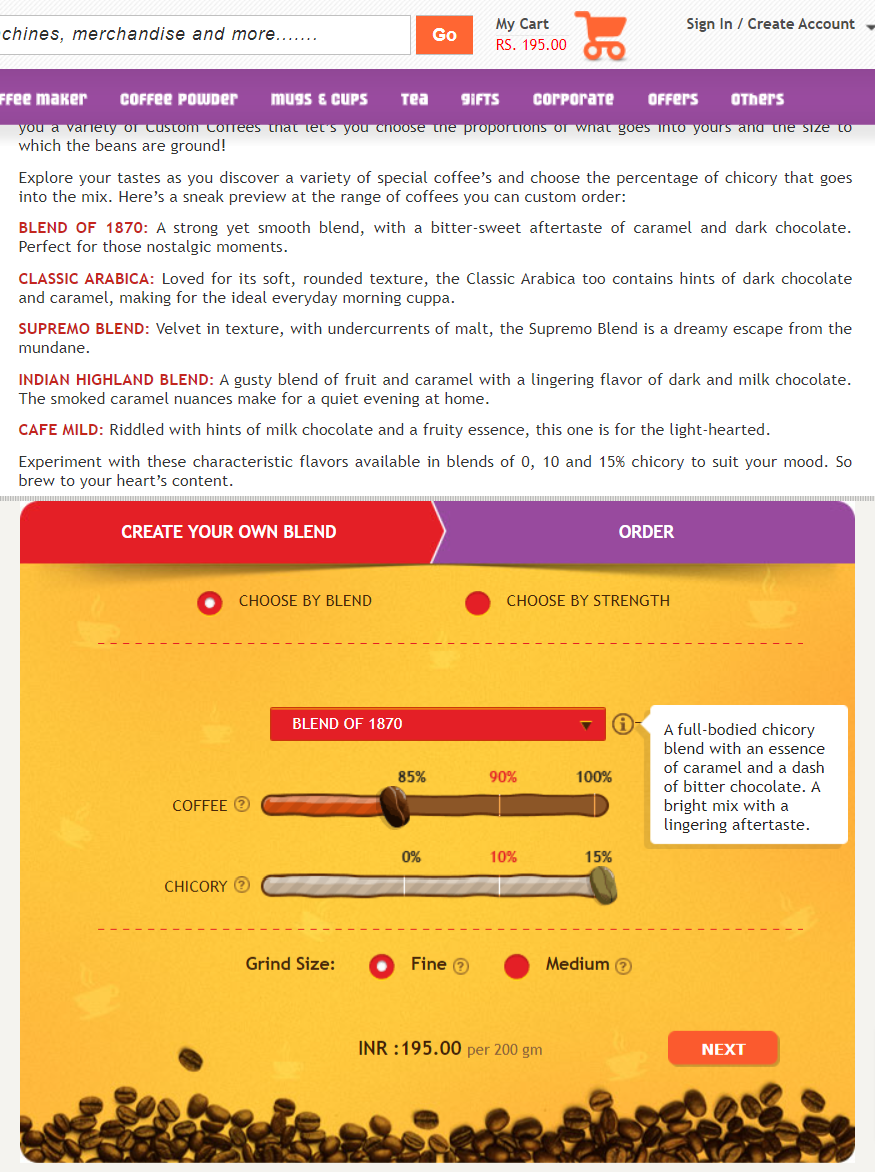 chines, merchandise and more.......
Go
My Cart
RS. 195.00
Sign In / Create Account
ffee maker coffee powder mugs & cups Tea gifts corporate offers others
you a variety of Custom Coffees that let's you choose the proportions of what goes into yours and the size to
which the beans are ground!
Explore your tastes as you discover a variety of special coffee’s and choose the percentage of chicory that goes
into the mix. Here’s a sneak preview at the range of coffees you can custom order:
BLEND OF 1870: A strong yet smooth blend, with a bitter-sweet aftertaste of caramel and dark chocolate.
Perfect for those nostalgic moments.
CLASSIC ARABICA: Loved for its soft, rounded texture, the Classic Arabica too contains hints of dark chocolate
and caramel, making for the ideal everyday morning cuppa.
SUPREMO BLEND: Velvet in texture, with undercurrents of malt, the Supremo Blend is a dreamy escape from the
mundane.
INDIAN HIGHLAND BLEND: A gusty blend of fruit and caramel with a lingering flavor of dark and milk chocolate.
The smoked caramel nuances make for a quiet evening at home.
CAFE MILD: Riddled with hints of milk chocolate and a fruity essence, this one is for the light-hearted.
Experiment with these characteristic flavors available in blends of 0, 10 and 15% chicory to suit your mood. So
brew to your heart’s content.
CREATE YOUR OWN BLEND
ORDER
CHOOSE BY BLEND
CHOOSE BY STRENGTH
BLEND OF 1870
A full-bodied chicory
blend with an essence
of caramel and a dash
of bitter chocolate. A
bright mix with a
lingering aftertaste.
85% 90% 100%
COFFEE ?
0% 10% 15%
CHICORY ?
Grind Size: Fine ? Medium ?
INR :195.00 per 200 gm
NEXT